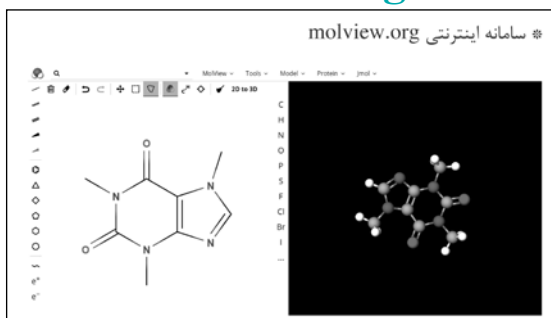 * سامانه اینترنتی molview.org
MolView Tools Model Protein Jmol
2D to 3D
C
H
N
O
P
S
F
Cl
Br
I
...
e+
e-
O
N
N
O
N
N